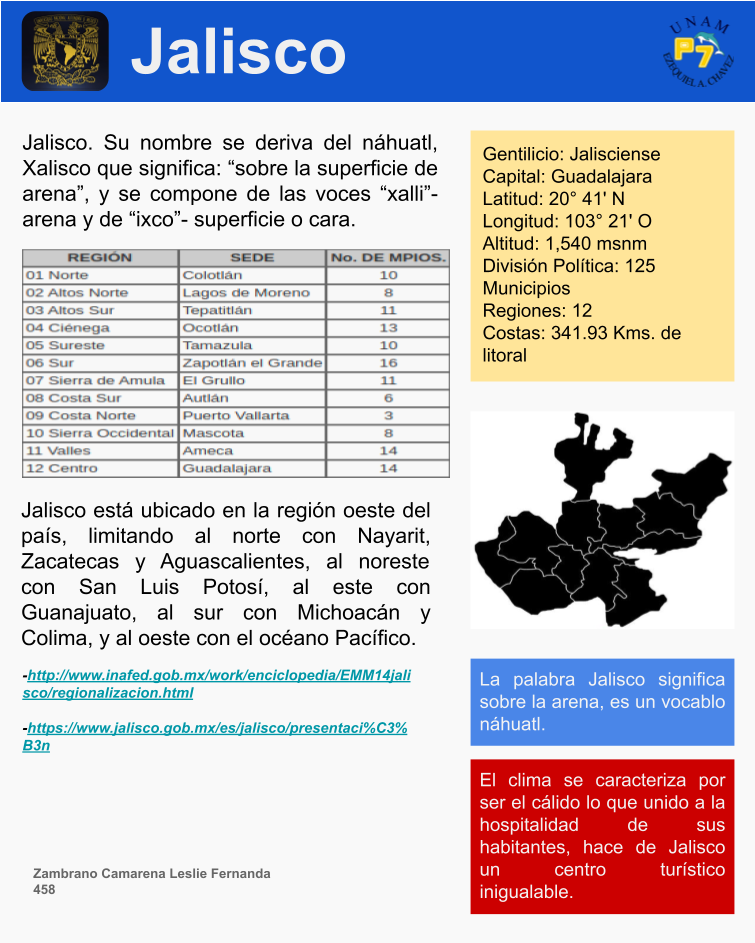 Jalisco
UNAM
P7
EZEQUIEL A. CHÁVEZ
Jalisco. Su nombre se deriva del náhuatl,
Xalisco que significa: “sobre la superficie de
arena”, y se compone de las voces “xalli”-
arena y de “ixco”- superficie o cara.
REGIÓN SEDE No. DE MPIOS.
01 Norte Colotlán 10
02 Altos Norte Lagos de Moreno 8
03 Altos Sur Tepatitlán 11
04 Ciénega Ocotlán 13
05 Sureste Tamazula 10
06 Sur Zapotlán el Grande 16
07 Sierra de Amula El Grullo 11
08 Costa Sur Autlán 6
09 Costa Norte Puerto Vallarta 3
10 Sierra Occidental Mascota 8
11 Valles Ameca 14
12 Centro Guadalajara 14
Jalisco está ubicado en la región oeste del
país, limitando al norte con Nayarit,
Zacatecas y Aguascalientes, al noreste
con San Luis Potosí, al este con
Guanajuato, al sur con Michoacán y
Colima, y al oeste con el océano Pacífico.
-http://www.inafed.gob.mx/work/enciclopedia/EMM14jali
sco/regionalizacion.html
-https://www.jalisco.gob.mx/es/jalisco/presentaci%C3%
B3n
Zambrano Camarena Leslie Fernanda
458
Gentilicio: Jalisciense
Capital: Guadalajara
Latitud: 20° 41' N
Longitud: 103° 21' O
Altitud: 1,540 msnm
División Política: 125
Municipios
Regiones: 12
Costas: 341.93 Kms. de
litoral
La palabra Jalisco significa
sobre la arena, es un vocablo
náhuatl.
El clima se caracteriza por
ser el cálido lo que unido a la
hospitalidad de sus
habitantes, hace de Jalisco
un centro turístico
inigualable.